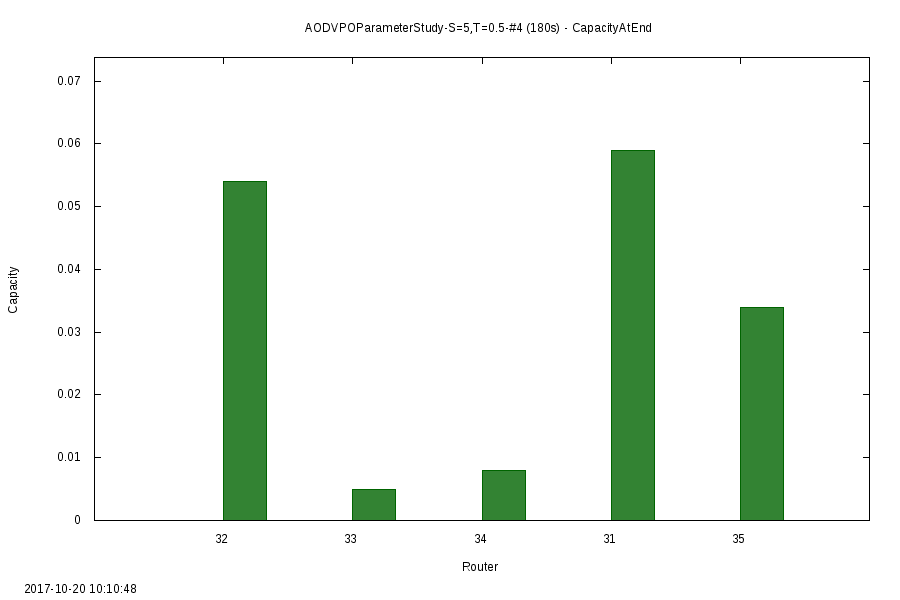 AODVPOParameterStudy-S=5,T=0.5-#4 (180s) - CapacityAtEnd
0.07
0.06
0.05
0.04
0.03
0.02
0.01
0
Capacity
32 33 34 31 35
Router
2017-10-20 10:10:48